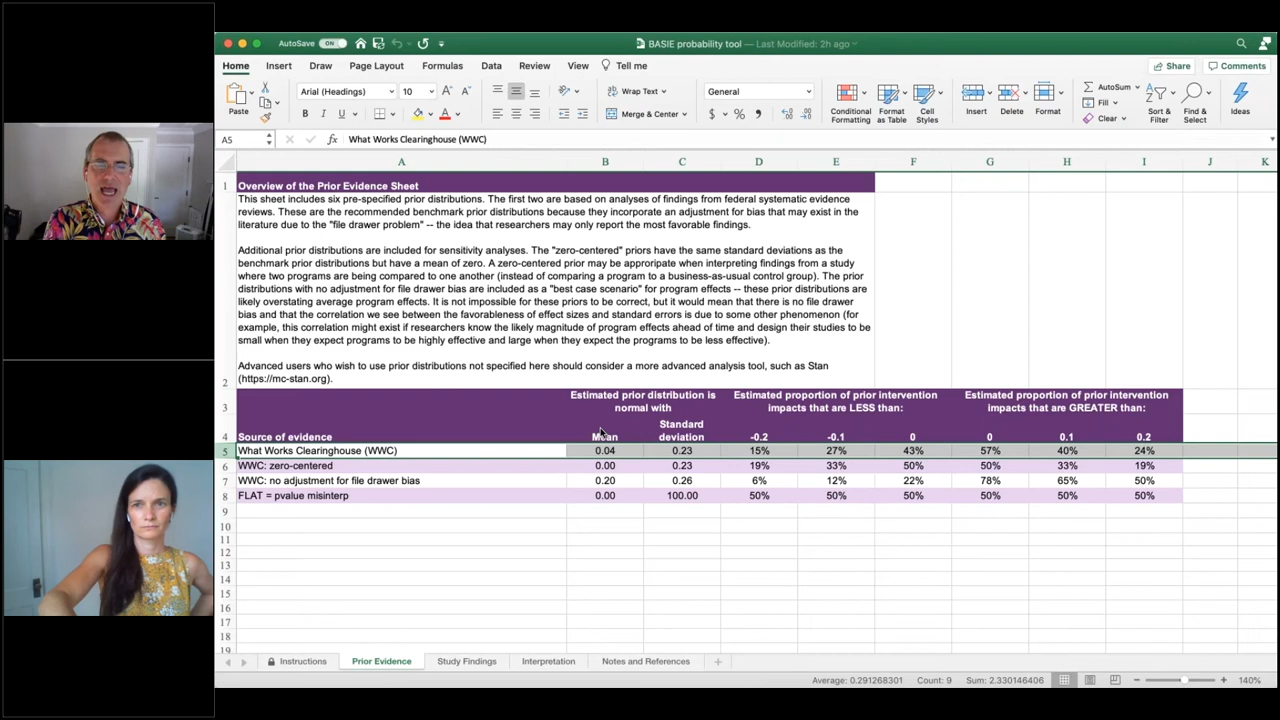 AutoSave ON BASIE probability tool — Last Modified: 2h ago
Home Insert Draw Page Layout Formulas Data Review View Tell me Share Comments
Paste Arial (Headings) 10 A A Wrap Text General AutoSum
B I U A Merge & Center $ % Conditional Formatting Format as Table Cell Styles Insert Delete Format Fill Clear Sort & Filter Find & Select Ideas
A5 fx What Works Clearinghouse (WWC)
A B C D E F G H I J K
1 Overview of the Prior Evidence Sheet
This sheet includes six pre-specified prior distributions. The first two are based on analyses of findings from federal systematic evidence
reviews. These are the recommended benchmark prior distributions because they incorporate an adjustment for bias that may exist in the
literature due to the "file drawer problem" -- the idea that researchers may only report the most favorable findings.
Additional prior distributions are included for sensitivity analyses. The "zero-centered" priors have the same standard deviations as the
benchmark prior distributions but have a mean of zero. A zero-centered prior may be approripate when interpreting findings from a study
where two programs are being compared to one another (instead of comparing a program to a business-as-usual control group). The prior
distributions with no adjustment for file drawer bias are included as a "best case scenario" for program effects -- these prior distributions are
likely overstating average program effects. It is not impossible for these priors to be correct, but it would mean that there is no file drawer
bias and that the correlation we see between the favorableness of effect sizes and standard errors is due to some other phenomenon (for
example, this correlation might exist if researchers know the likely magnitude of program effects ahead of time and design their studies to be
small when they expect programs to be highly effective and large when they expect the programs to be less effective).
Advanced users who wish to use prior distributions not specified here should consider a more advanced analysis tool, such as Stan
2 (https://mc-stan.org).
3 Estimated prior distribution is normal with Estimated proportion of prior intervention impacts that are LESS than: Estimated proportion of prior intervention impacts that are GREATER than:
4 Source of evidence Mean Standard deviation -0.2 -0.1 0 0 0.1 0.2
5 What Works Clearinghouse (WWC) 0.04 0.23 15% 27% 43% 57% 40% 24%
6 WWC: zero-centered 0.00 0.23 19% 33% 50% 50% 33% 19%
7 WWC: no adjustment for file drawer bias 0.20 0.26 6% 12% 22% 78% 65% 50%
8 FLAT = pvalue misinterp 0.00 100.00 50% 50% 50% 50% 50% 50%
9
10
11
12
13
14
15
16
17
18
19
Instructions Prior Evidence Study Findings Interpretation Notes and References
Average: 0.291268301 Count: 9 Sum: 2.330146406 140%